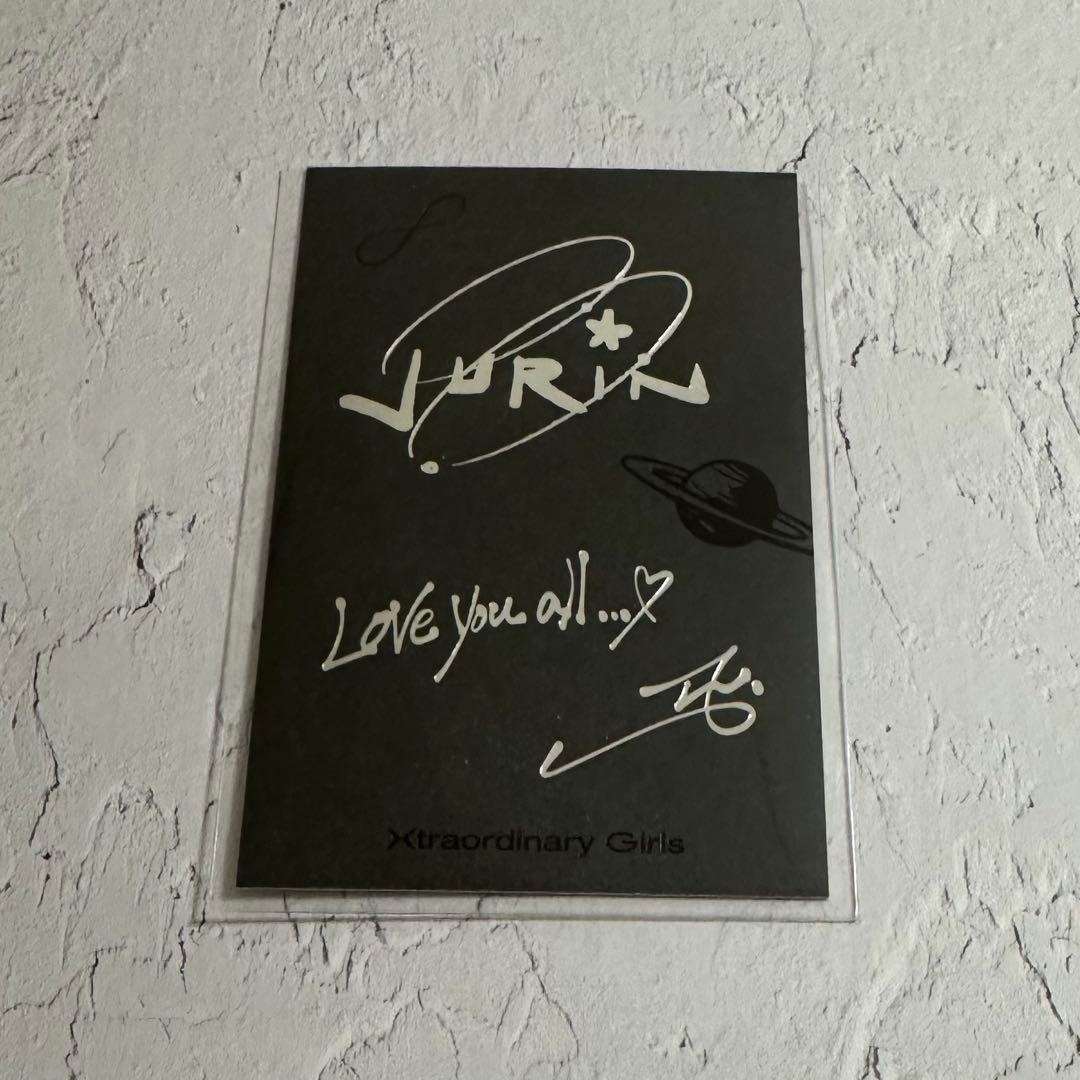 JURIN
Love you all...♡
Xtraordinary Girls